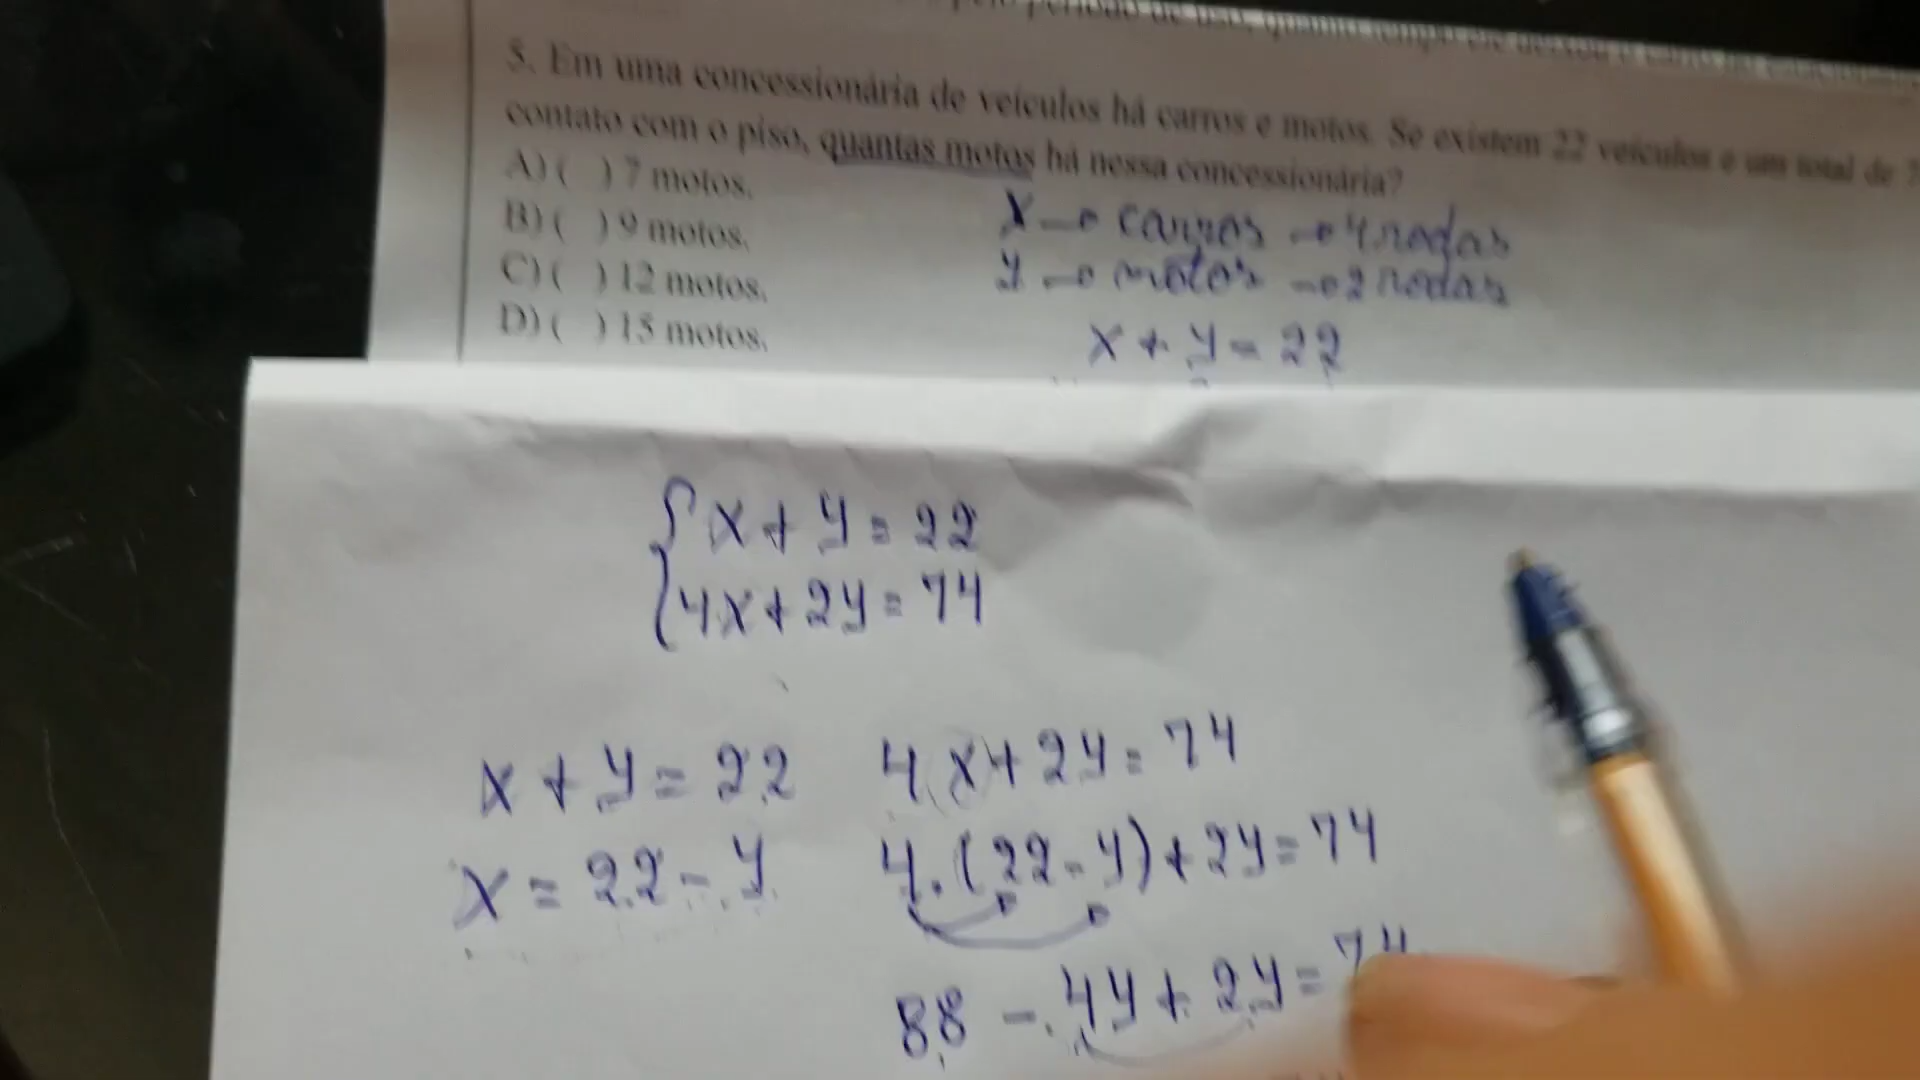 5. Em uma concessionária de veículos há carros e motos. Se existem 22 veículos e um total de 7
contato com o piso, quantas motos há nessa concessionária?
A) ( ) 7 motos.
B) ( ) 9 motos.
C) ( ) 12 motos.
D) ( ) 15 motos.
x → carros → 4 rodas
y → motos → 2 rodas
x + y = 22
x + y = 22
4x + 2y = 74
x + y = 22
x = 22 - y
4x + 2y = 74
4.(22 - y) + 2y = 74
88 - 4y + 2y = 74